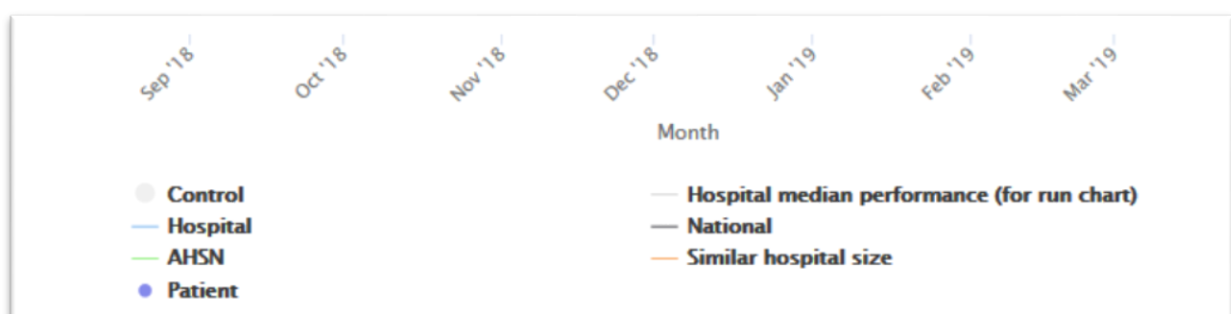 Sep '18 Oct '18 Nov '18 Dec '18 Jan '19 Feb '19 Mar '19
Month
Control
Hospital
AHSN
Patient
Hospital median performance (for run chart)
National
Similar hospital size